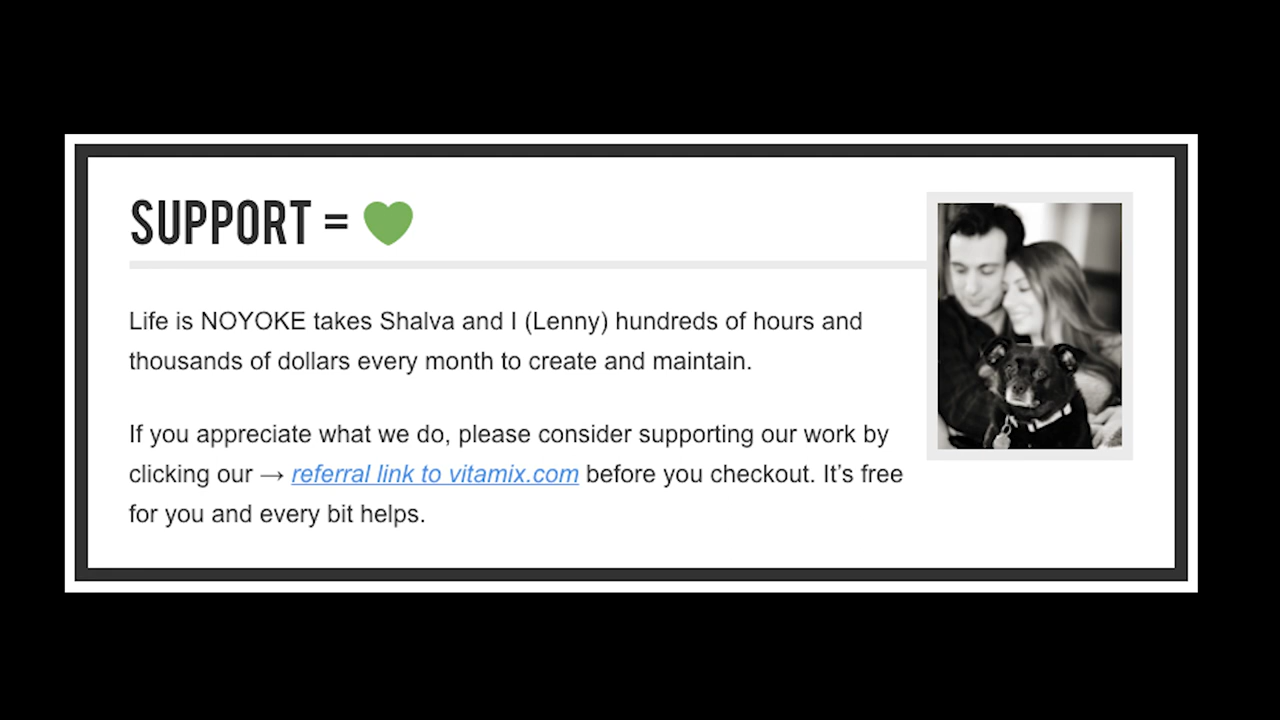 SUPPORT = 💚
Life is NOYOKE takes Shalva and I (Lenny) hundreds of hours and
thousands of dollars every month to create and maintain.
If you appreciate what we do, please consider supporting our work by
clicking our → referral link to vitamix.com before you checkout. It’s free
for you and every bit helps.